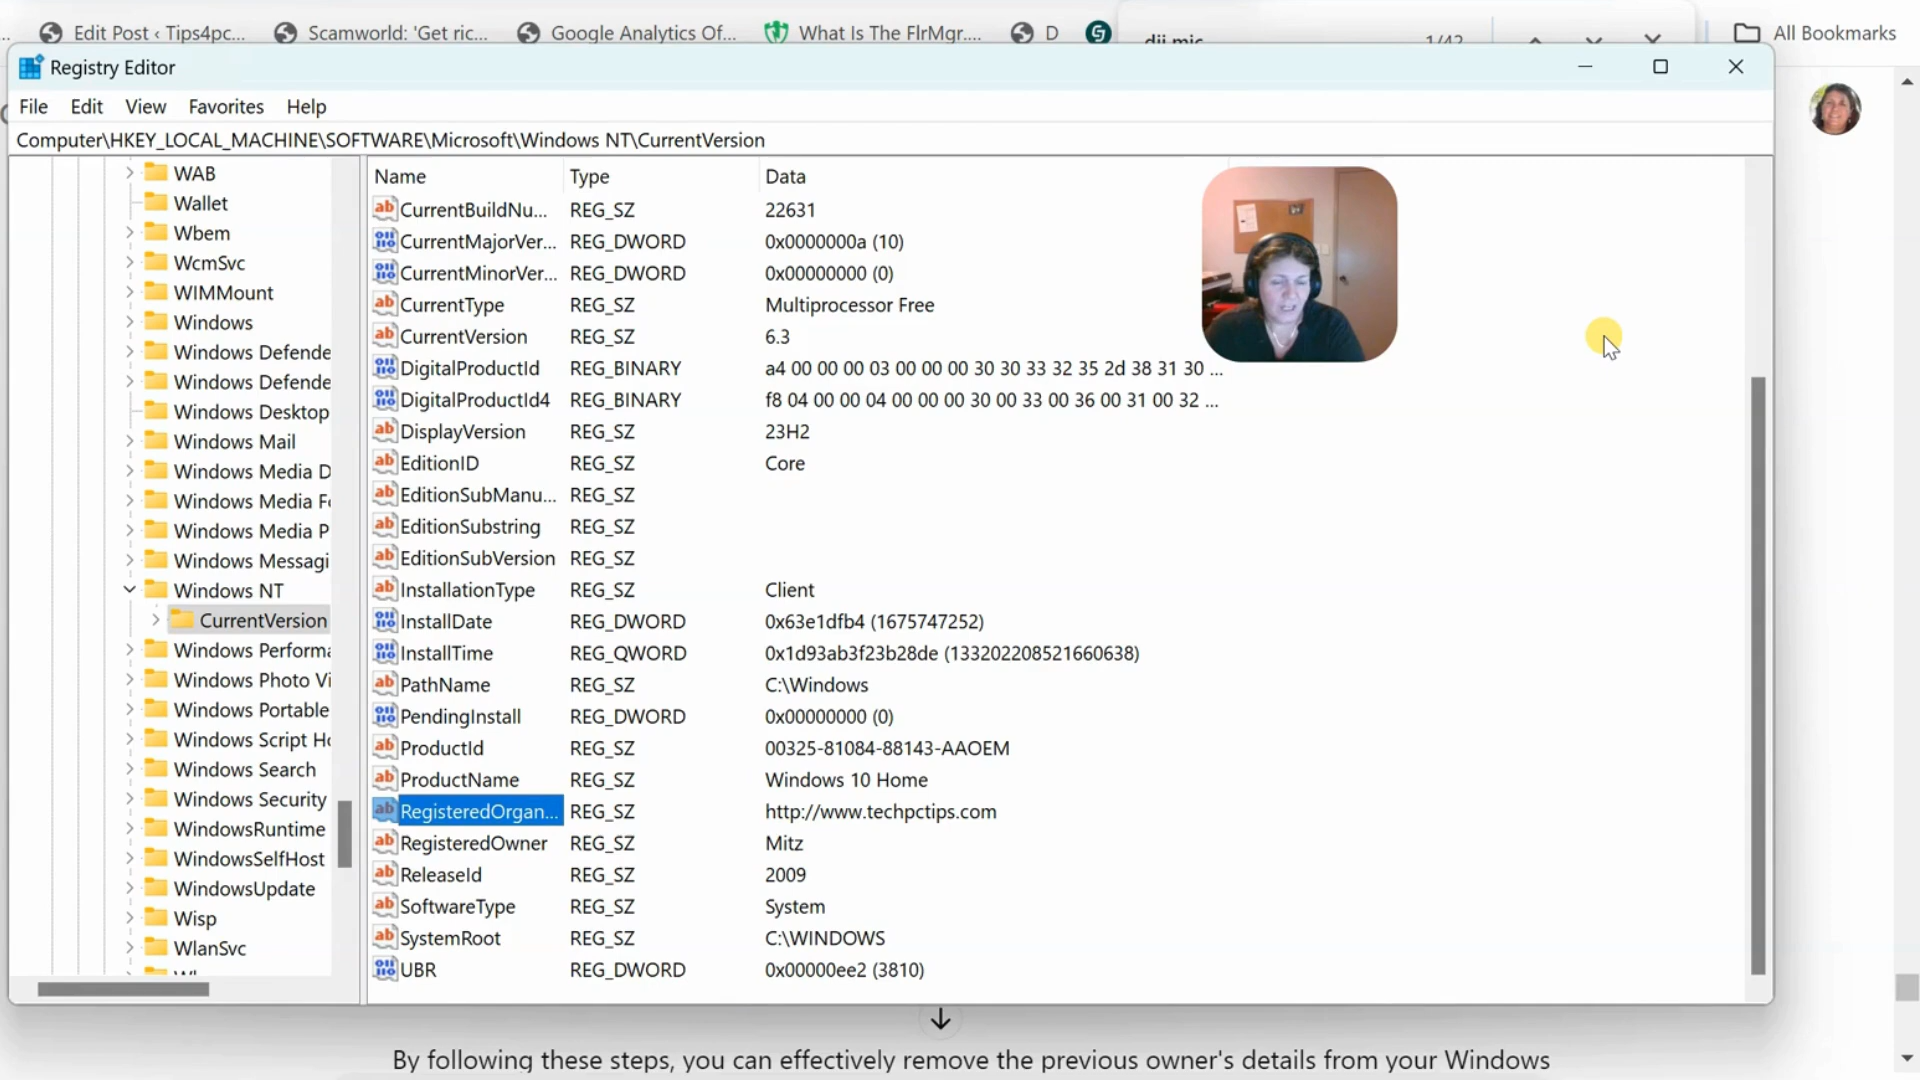 Edit Post ‹ Tips4pc...
Scamworld: 'Get ric...
Google Analytics Of...
What Is The FlrMgr....
D
dji mic
1/42
All Bookmarks
Registry Editor
File Edit View Favorites Help
Computer\HKEY_LOCAL_MACHINE\SOFTWARE\Microsoft\Windows NT\CurrentVersion
WAB
Wallet
Wbem
WcmSvc
WIMMount
Windows
Windows Defende
Windows Defende
Windows Desktop
Windows Mail
Windows Media D
Windows Media Fo
Windows Media P
Windows Messagi
Windows NT
CurrentVersion
Windows Performa
Windows Photo Vi
Windows Portable
Windows Script Ho
Windows Search
Windows Security
WindowsRuntime
WindowsSelfHost
WindowsUpdate
Wisp
WlanSvc
Name Type Data
CurrentBuildNu... REG_SZ 22631
CurrentMajorVer... REG_DWORD 0x0000000a (10)
CurrentMinorVer... REG_DWORD 0x00000000 (0)
CurrentType REG_SZ Multiprocessor Free
CurrentVersion REG_SZ 6.3
DigitalProductId REG_BINARY a4 00 00 00 03 00 00 00 30 30 33 32 35 2d 38 31 30 ...
DigitalProductId4 REG_BINARY f8 04 00 00 04 00 00 00 30 00 33 00 36 00 31 00 32 ...
DisplayVersion REG_SZ 23H2
EditionID REG_SZ Core
EditionSubManu... REG_SZ
EditionSubstring REG_SZ
EditionSubVersion REG_SZ
InstallationType REG_SZ Client
InstallDate REG_DWORD 0x63e1dfb4 (1675747252)
InstallTime REG_QWORD 0x1d93ab3f23b28de (133202208521660638)
PathName REG_SZ C:\Windows
PendingInstall REG_DWORD 0x00000000 (0)
ProductId REG_SZ 00325-81084-88143-AAOEM
ProductName REG_SZ Windows 10 Home
RegisteredOrgan... REG_SZ http://www.techpctips.com
RegisteredOwner REG_SZ Mitz
ReleaseId REG_SZ 2009
SoftwareType REG_SZ System
SystemRoot REG_SZ C:\WINDOWS
UBR REG_DWORD 0x00000ee2 (3810)
By following these steps, you can effectively remove the previous owner's details from your Windows